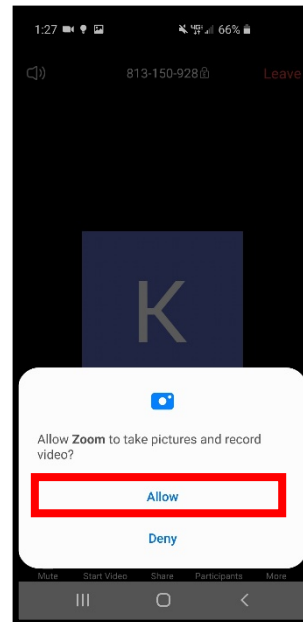 1:27 66%
813-150-928 Leave
K
Allow Zoom to take pictures and record
video?
Allow
Deny
Mute Start Video Share Participants More